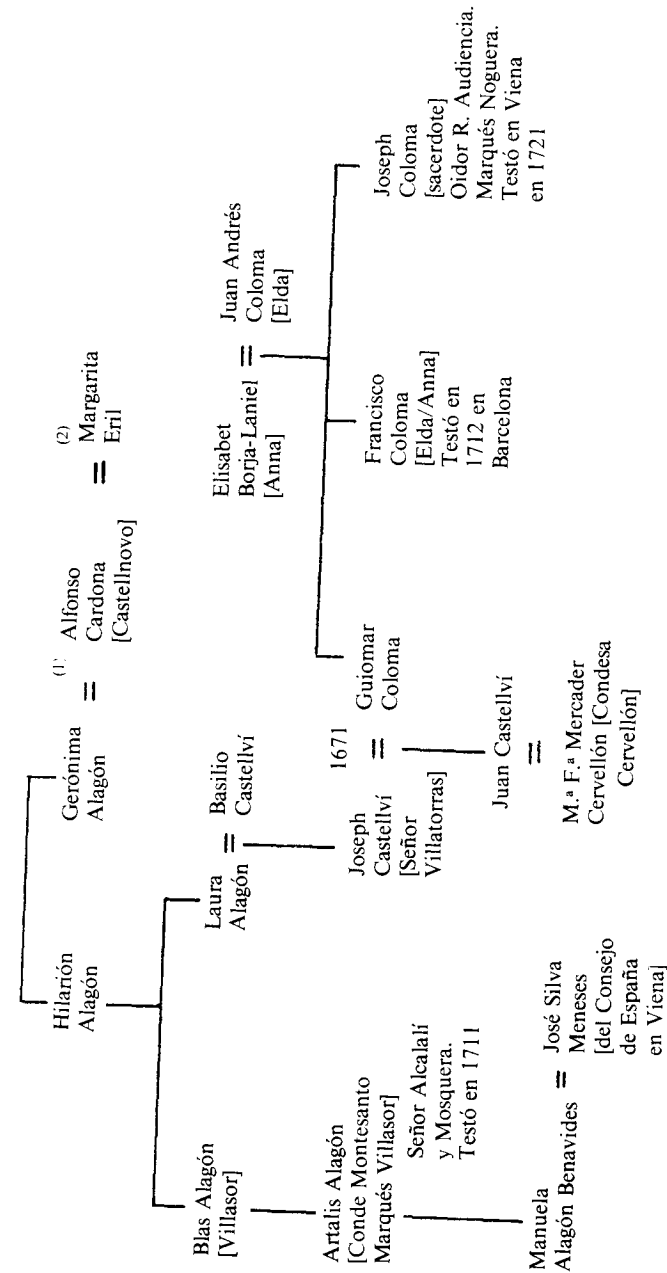 Hilarión
Alagón
Gerónima
Alagón
=
(1)
Alfonso
Cardona
[Castellnovo]
=
(2)
Margarita
Eril
Blas Alagón
[Villasor]
Laura
Alagón
=
Basilio
Castellví
Elisabet
Borja-Laniel
[Anna]
=
Juan Andrés
Coloma
[Elda]
Artalis Alagón
[Conde Montesanto
Marqués Villasor]
Señor Alcalalí
y Mosquera.
Testó en 1711
Joseph
Castellví
[Señor
Villatorras]
1671
=
Guiomar
Coloma
Francisco
Coloma
[Elda/Anna]
Testó en
1712 en
Barcelona
Joseph
Coloma
[sacerdote]
Oidor R. Audiencia.
Marqués Noguera.
Testó en Viena
en 1721
Manuela
Alagón Benavides
=
José Silva
Meneses
[del Consejo
de España
en Viena]
Juan Castellví
=
M.ª F.ª Mercader
Cervellón [Condesa
Cervellón]